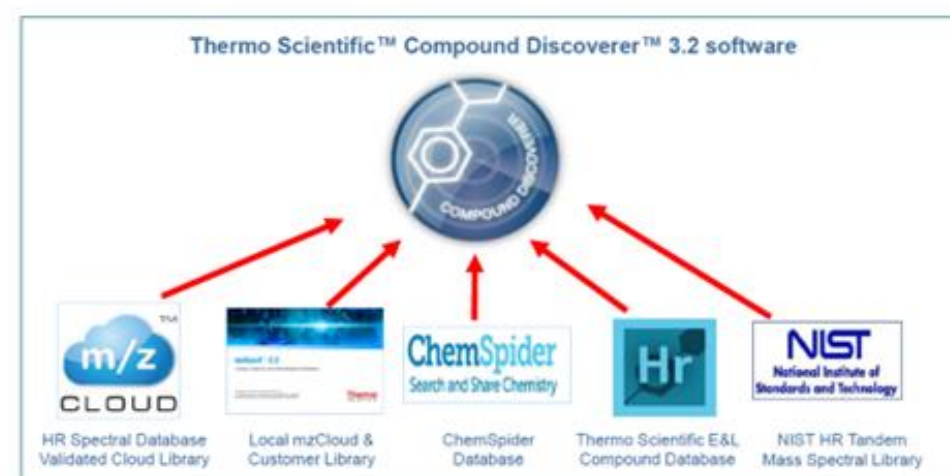 Thermo Scientific™ Compound Discoverer™ 3.2 software
COMPOUND DISCOVERER
TM
m/z
CLOUD
Thermo
ChemSpider
Search and Share Chemistry
Hr
NIST
National Institute of
Standards and Technology
HR Spectral Database
Validated Cloud Library
Local mzCloud &
Customer Library
ChemSpider
Database
Thermo Scientific E&L
Compound Database
NIST HR Tandem
Mass Spectral Library